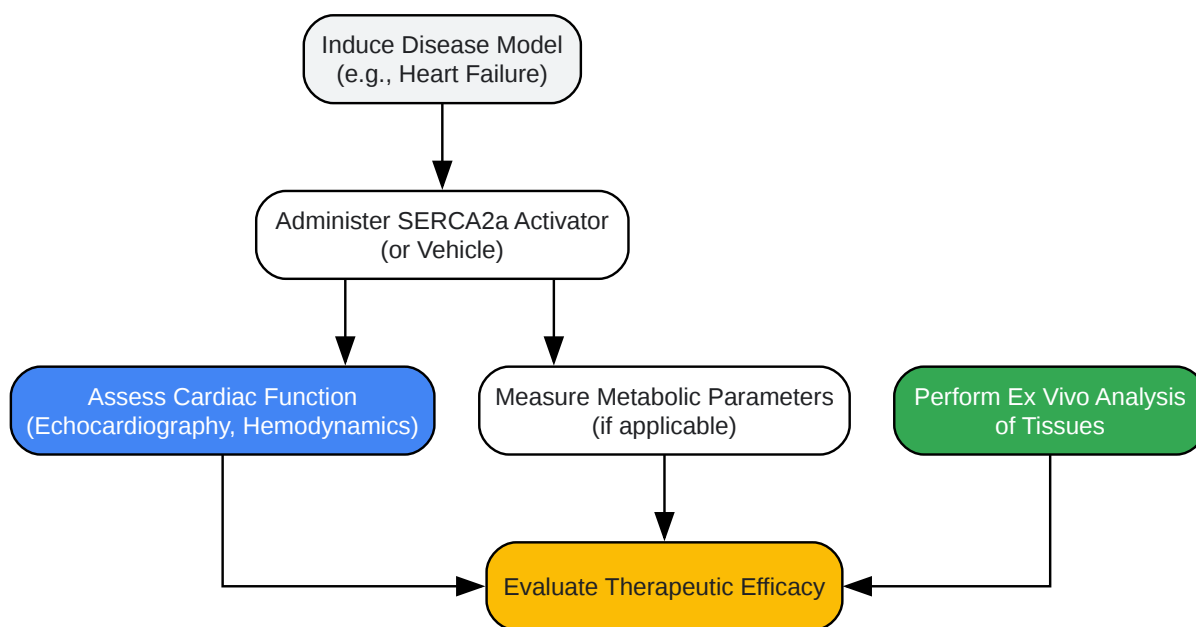 Induce Disease Model
(e.g., Heart Failure)
Administer SERCA2a Activator
(or Vehicle)
Assess Cardiac Function
(Echocardiography, Hemodynamics)
Measure Metabolic Parameters
(if applicable)
Perform Ex Vivo Analysis
of Tissues
Evaluate Therapeutic Efficacy